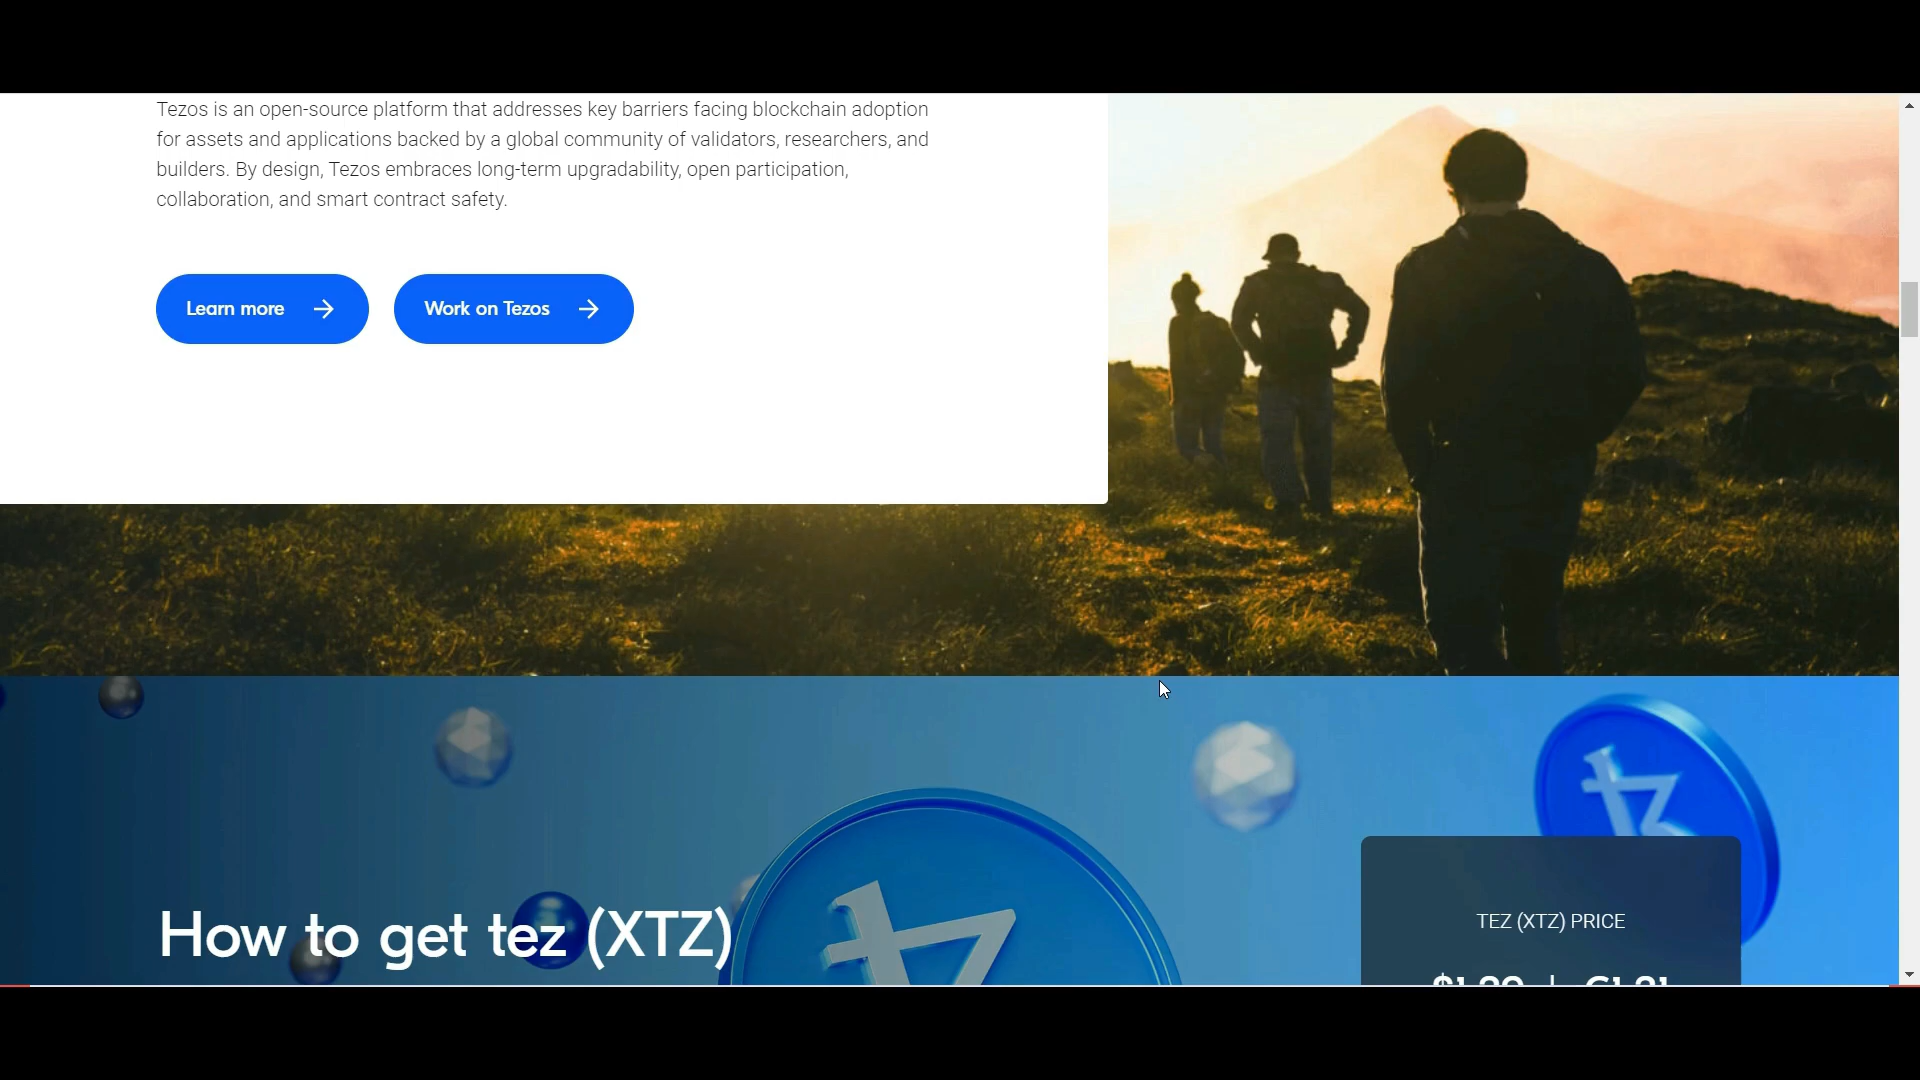 Tezos is an open-source platform that addresses key barriers facing blockchain adoption
for assets and applications backed by a global community of validators, researchers, and
builders. By design, Tezos embraces long-term upgradability, open participation,
collaboration, and smart contract safety.
Learn more
Work on Tezos
How to get tez (XTZ)
TEZ (XTZ) PRICE